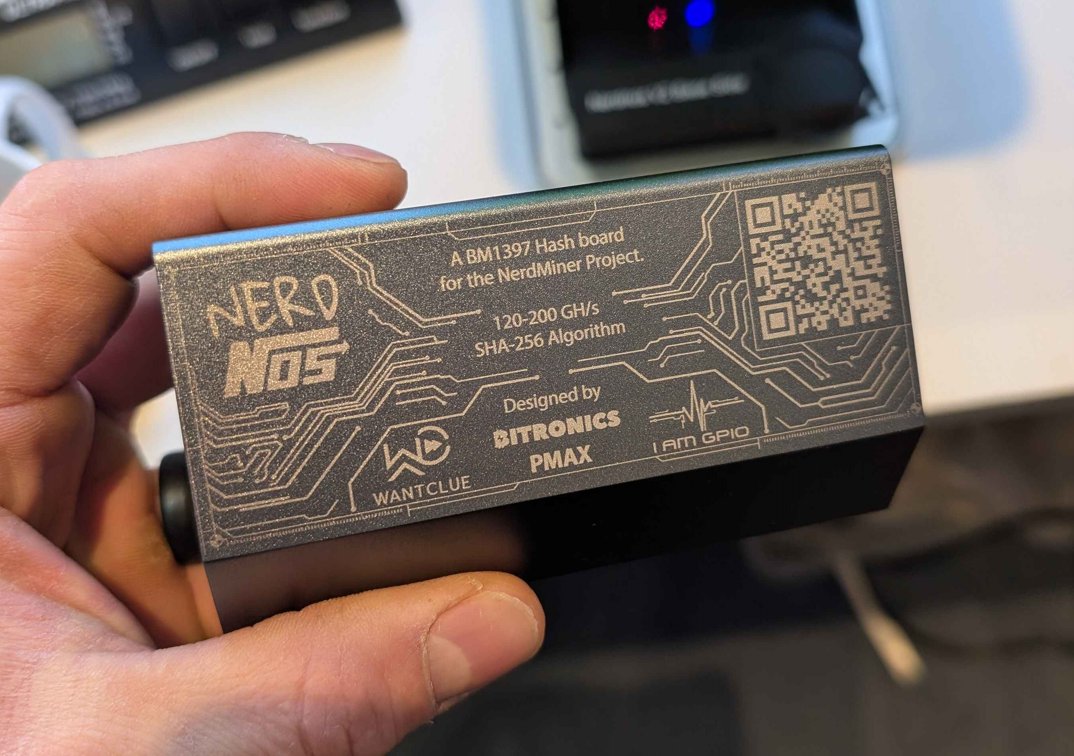 NERD
NOS
A BM1397 Hash board
for the NerdMiner Project.
120-200 GH/s
SHA-256 Algorithm
Designed by
BITRONICS
PMAX
WANTCLUE
I AM GPIO